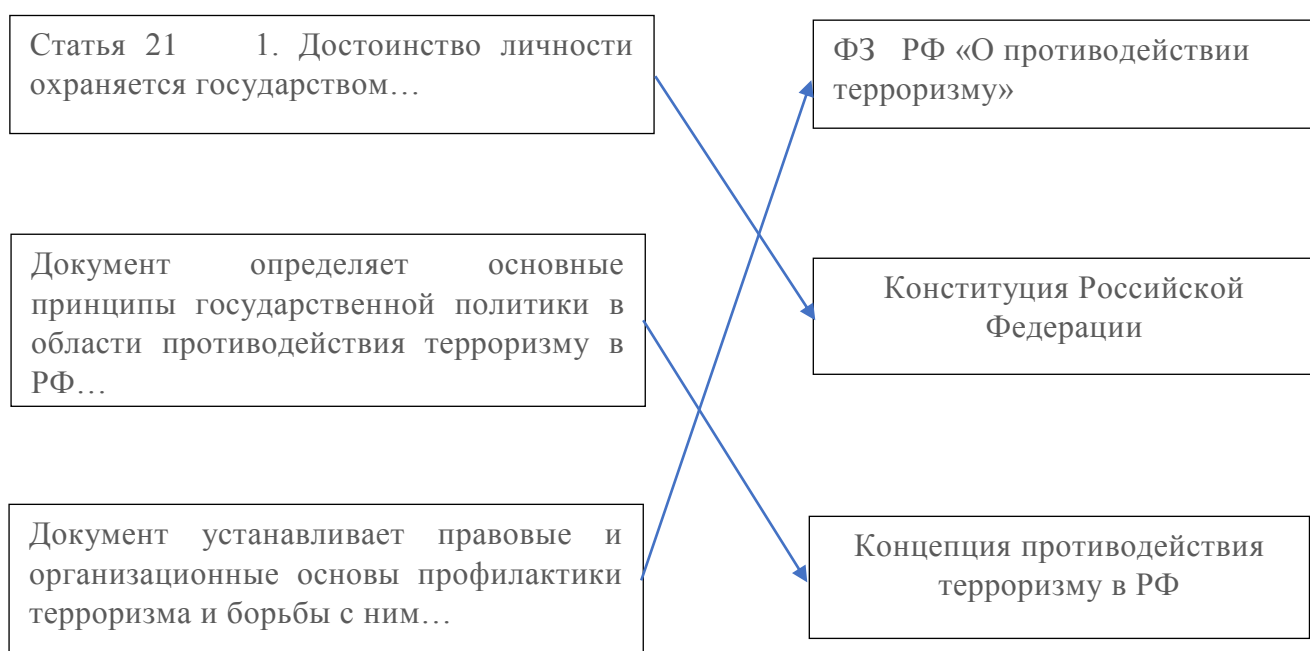 Статья 21 1. Достоинство личности
охраняется государством…
ФЗ РФ «О противодействии
терроризму»
Документ определяет основные
принципы государственной политики в
области противодействия терроризму в
РФ…
Конституция Российской
Федерации
Документ устанавливает правовые и
организационные основы профилактики
терроризма и борьбы с ним…
Концепция противодействия
терроризму в РФ